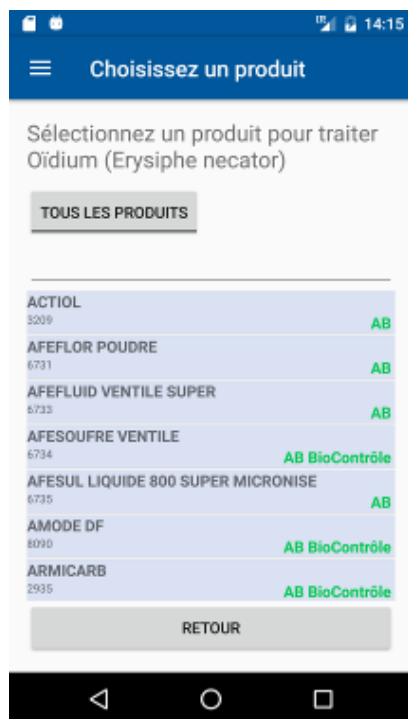 14:15
Choisissez un produit
Sélectionnez un produit pour traiter
Oïdium (Erysiphe necator)
TOUS LES PRODUITS
ACTIOL
3209
AB
AFEFLOR POUDRE
6731
AB
AFEFLUID VENTILE SUPER
6733
AB
AFESOUFRE VENTILE
6734
AB BioContrôle
AFESUL LIQUIDE 800 SUPER MICRONISE
6735
AB
AMODE DF
8090
AB BioContrôle
ARMICARB
2935
AB BioContrôle
RETOUR